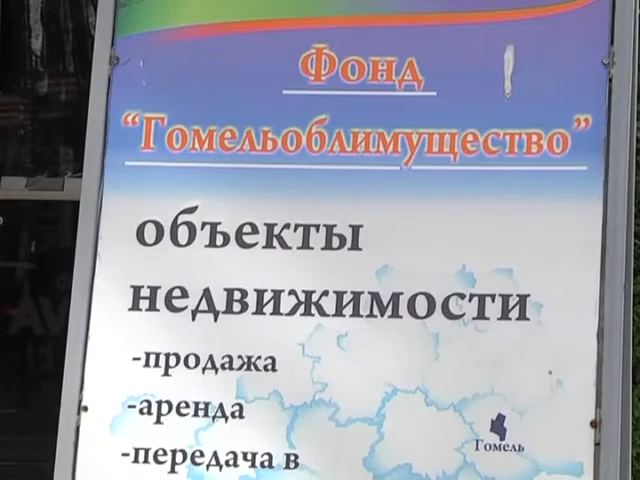 Фонд
“Гомельоблимущество”
объекты
недвижимости
-продажа
-аренда
Гомель
-передача в